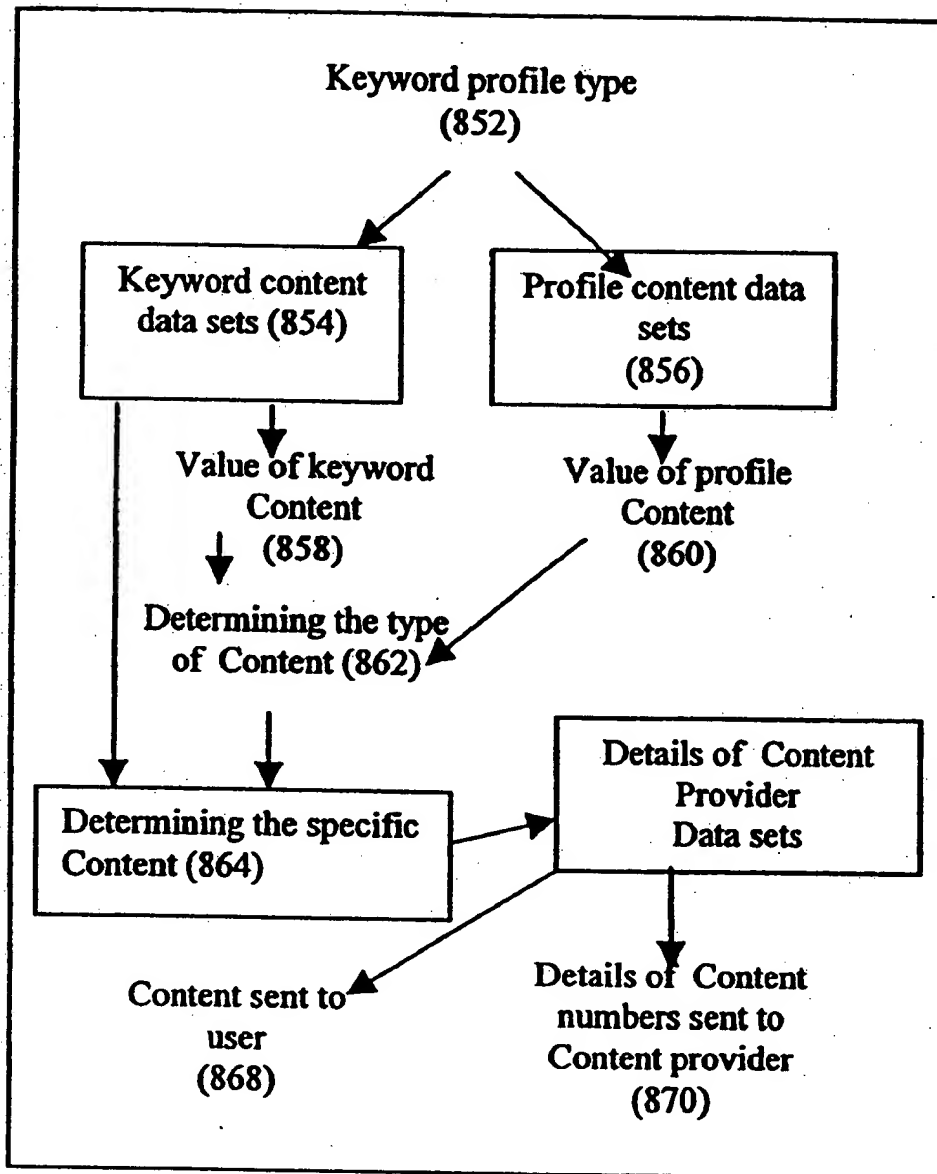 Keyword profile type
(852)
Keyword content
data sets (854)
Profile content data
sets
(856)
Value of keyword
Content
(858)
Value of profile
Content
(860)
Determining the type
of Content (862)
Determining the specific
Content (864)
Details of Content
Provider
Data sets
Content sent to
user
(868)
Details of Content
numbers sent to
Content provider
(870)